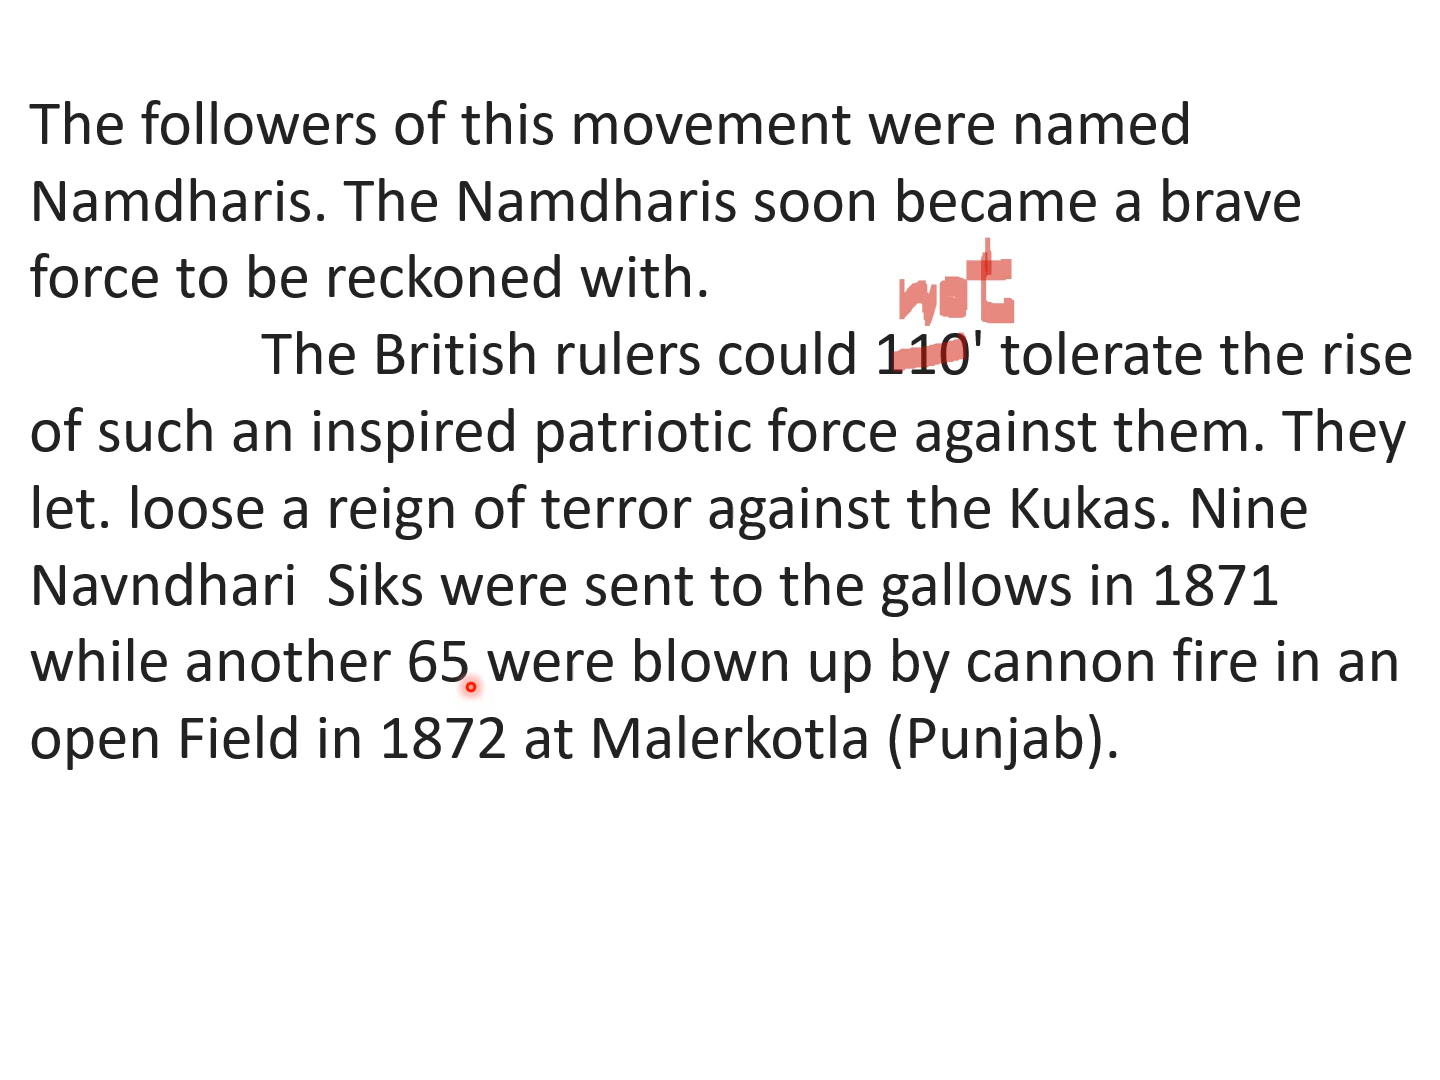 The followers of this movement were named
Namdharis. The Namdharis soon became a brave
force to be reckoned with.
not
The British rulers could 110' tolerate the rise
of such an inspired patriotic force against them. They
let. loose a reign of terror against the Kukas. Nine
Navndhari  Siks were sent to the gallows in 1871
while another 65 were blown up by cannon fire in an
open Field in 1872 at Malerkotla (Punjab).